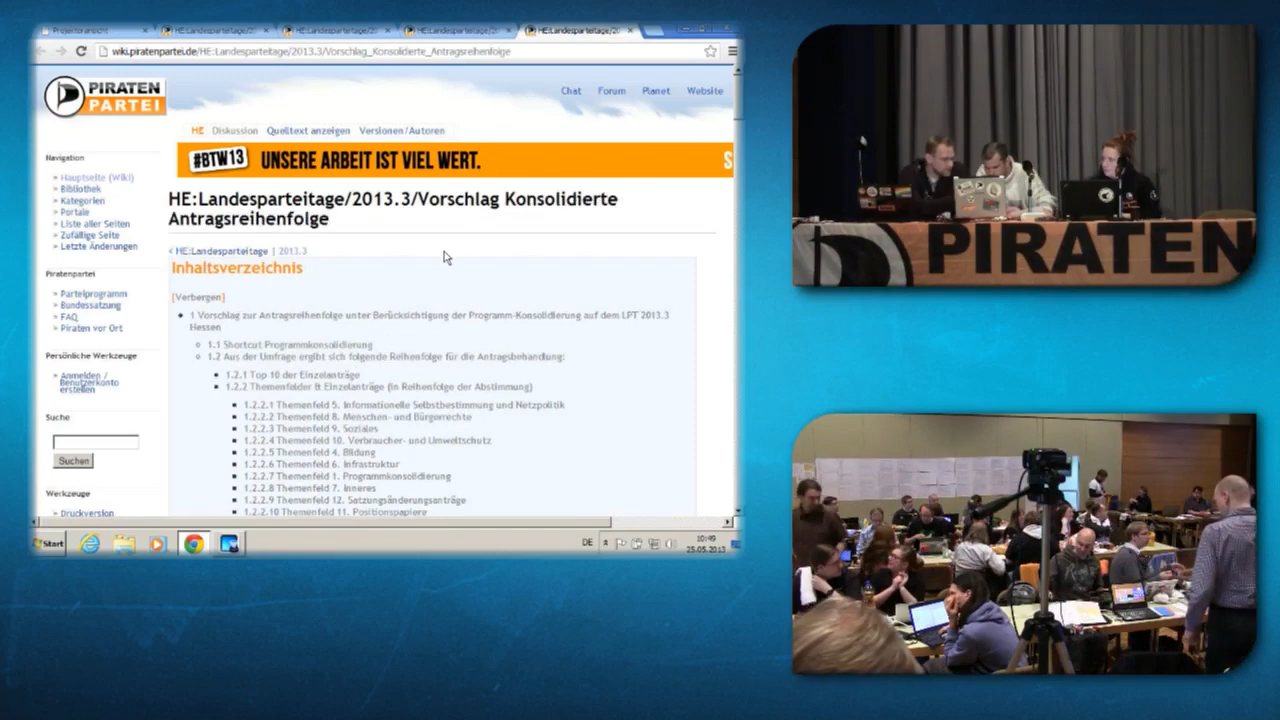 Projektoransicht
HE:Landesparteitage/20
HE:Landesparteitage/20
HE:Landesparteitage/20
HE:Landesparteitage/20
wiki.piratenpartei.de/HE:Landesparteitage/2013.3/Vorschlag_Konsolidierte_Antragsreihenfolge
PIRATEN
PARTEI
Chat Forum Planet Website
HE Diskussion Quelltext anzeigen Versionen/Autoren
#BTW13 UNSERE ARBEIT IST VIEL WERT. S
Navigation
» Hauptseite (Wiki)
» Bibliothek
» Kategorien
» Portale
» Liste aller Seiten
» Zufällige Seite
» Letzte Änderungen
Piratenpartei
» Parteiprogramm
» Bundessatzung
» FAQ
» Piraten vor Ort
Persönliche Werkzeuge
» Anmelden /
Benutzerkonto
erstellen
Suche
Suchen
Werkzeuge
» Druckversion
HE:Landesparteitage/2013.3/Vorschlag Konsolidierte
Antragsreihenfolge
< HE:Landesparteitage | 2013.3
Inhaltsverzeichnis
[Verbergen]
1 Vorschlag zur Antragsreihenfolge unter Berücksichtigung der Programm-Konsolidierung auf dem LPT 2013.3
Hessen
1.1 Shortcut Programmkonsolidierung
1.2 Aus der Umfrage ergibt sich folgende Reihenfolge für die Antragsbehandlung:
1.2.1 Top 10 der Einzelanträge
1.2.2 Themenfelder & Einzelanträge (in Reihenfolge der Abstimmung)
1.2.2.1 Themenfeld 5. Informationelle Selbstbestimmung und Netzpolitik
1.2.2.2 Themenfeld 8. Menschen- und Bürgerrechte
1.2.2.3 Themenfeld 9. Soziales
1.2.2.4 Themenfeld 10. Verbraucher- und Umweltschutz
1.2.2.5 Themenfeld 4. Bildung
1.2.2.6 Themenfeld 6. Infrastruktur
1.2.2.7 Themenfeld 1. Programmkonsolidierung
1.2.2.8 Themenfeld 7. Inneres
1.2.2.9 Themenfeld 12. Satzungsänderungsanträge
1.2.2.10 Themenfeld 11. Positionspapiere
Start
DE
10:49
25.05.2013
PIRATEN